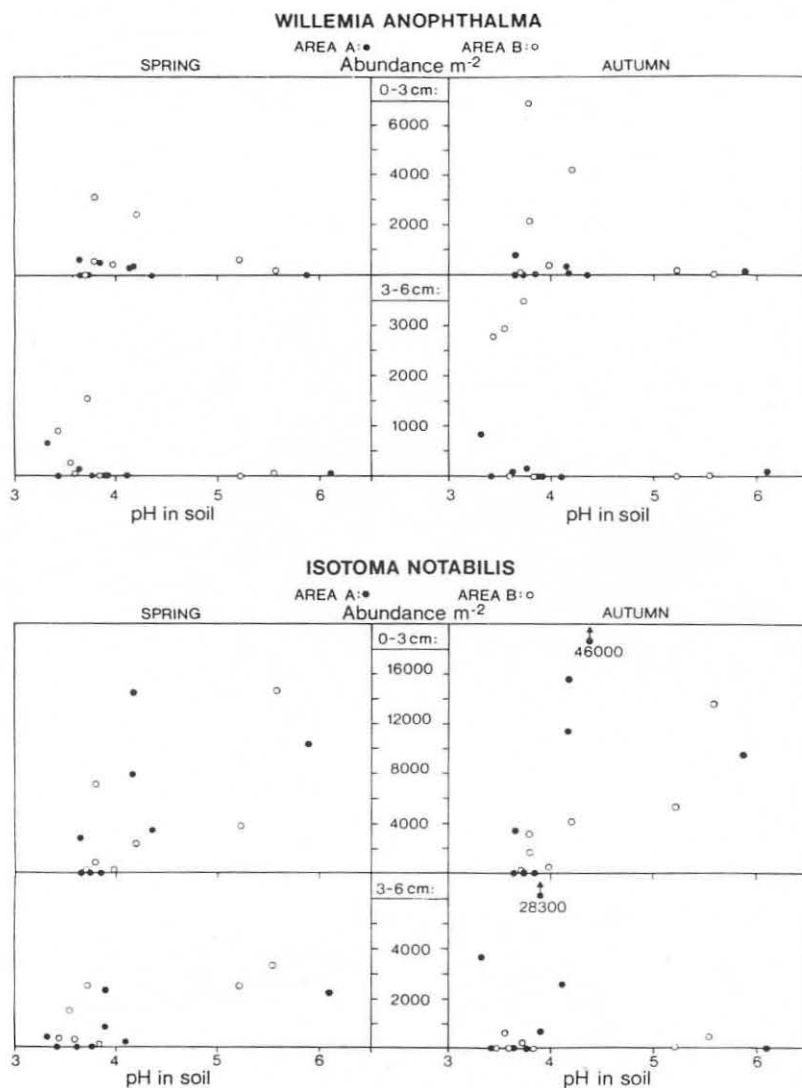 WILLEMIA ANOPHTHALMA
AREA A:● AREA B:○
SPRING Abundance m-2 AUTUMN
0-3 cm:
6000
4000
2000
3-6 cm:
3000
2000
1000
3 4 5 6 3 4 5 6
pH in soil pH in soil
ISOTOMA NOTABILIS
AREA A:● AREA B:○
SPRING Abundance m-2 AUTUMN
0-3 cm:
46000
16000
12000
8000
4000
3-6 cm:
28300
4000
2000
3 4 5 6 3 4 5 6
pH in soil pH in soil